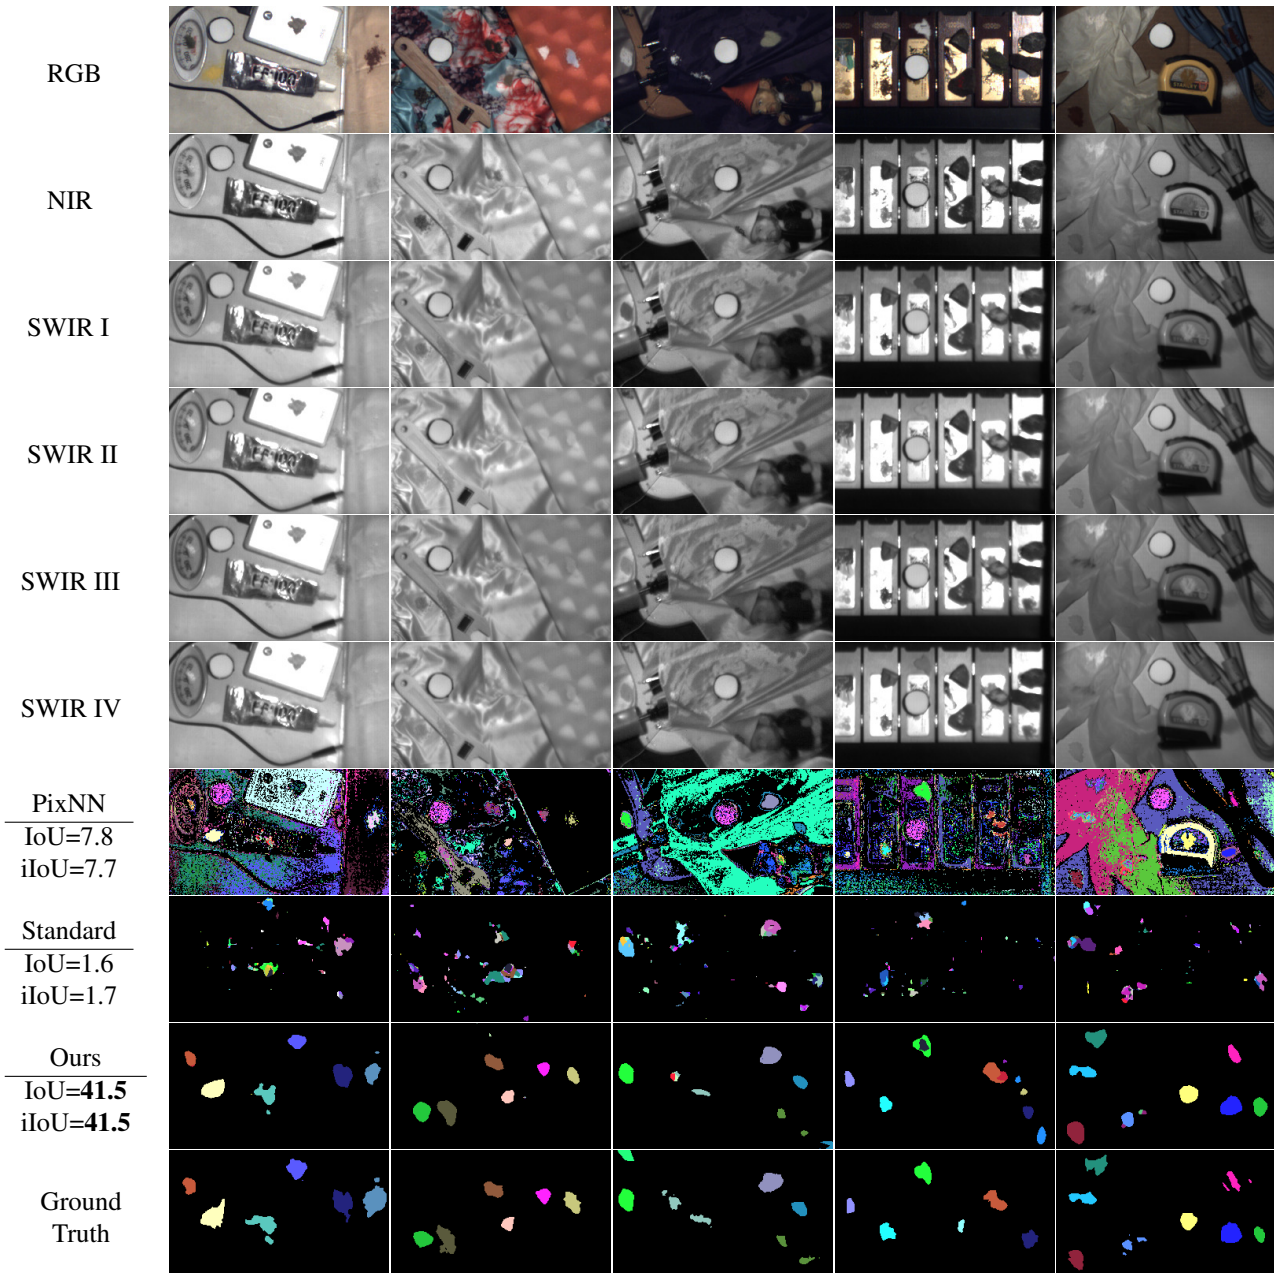 RGB
NIR
SWIR I
SWIR II
SWIR III
SWIR IV
PixNN
IoU=7.8
iIoU=7.7
Standard
IoU=1.6
iIoU=1.7
Ours
IoU=41.5
iIoU=41.5
Ground
Truth